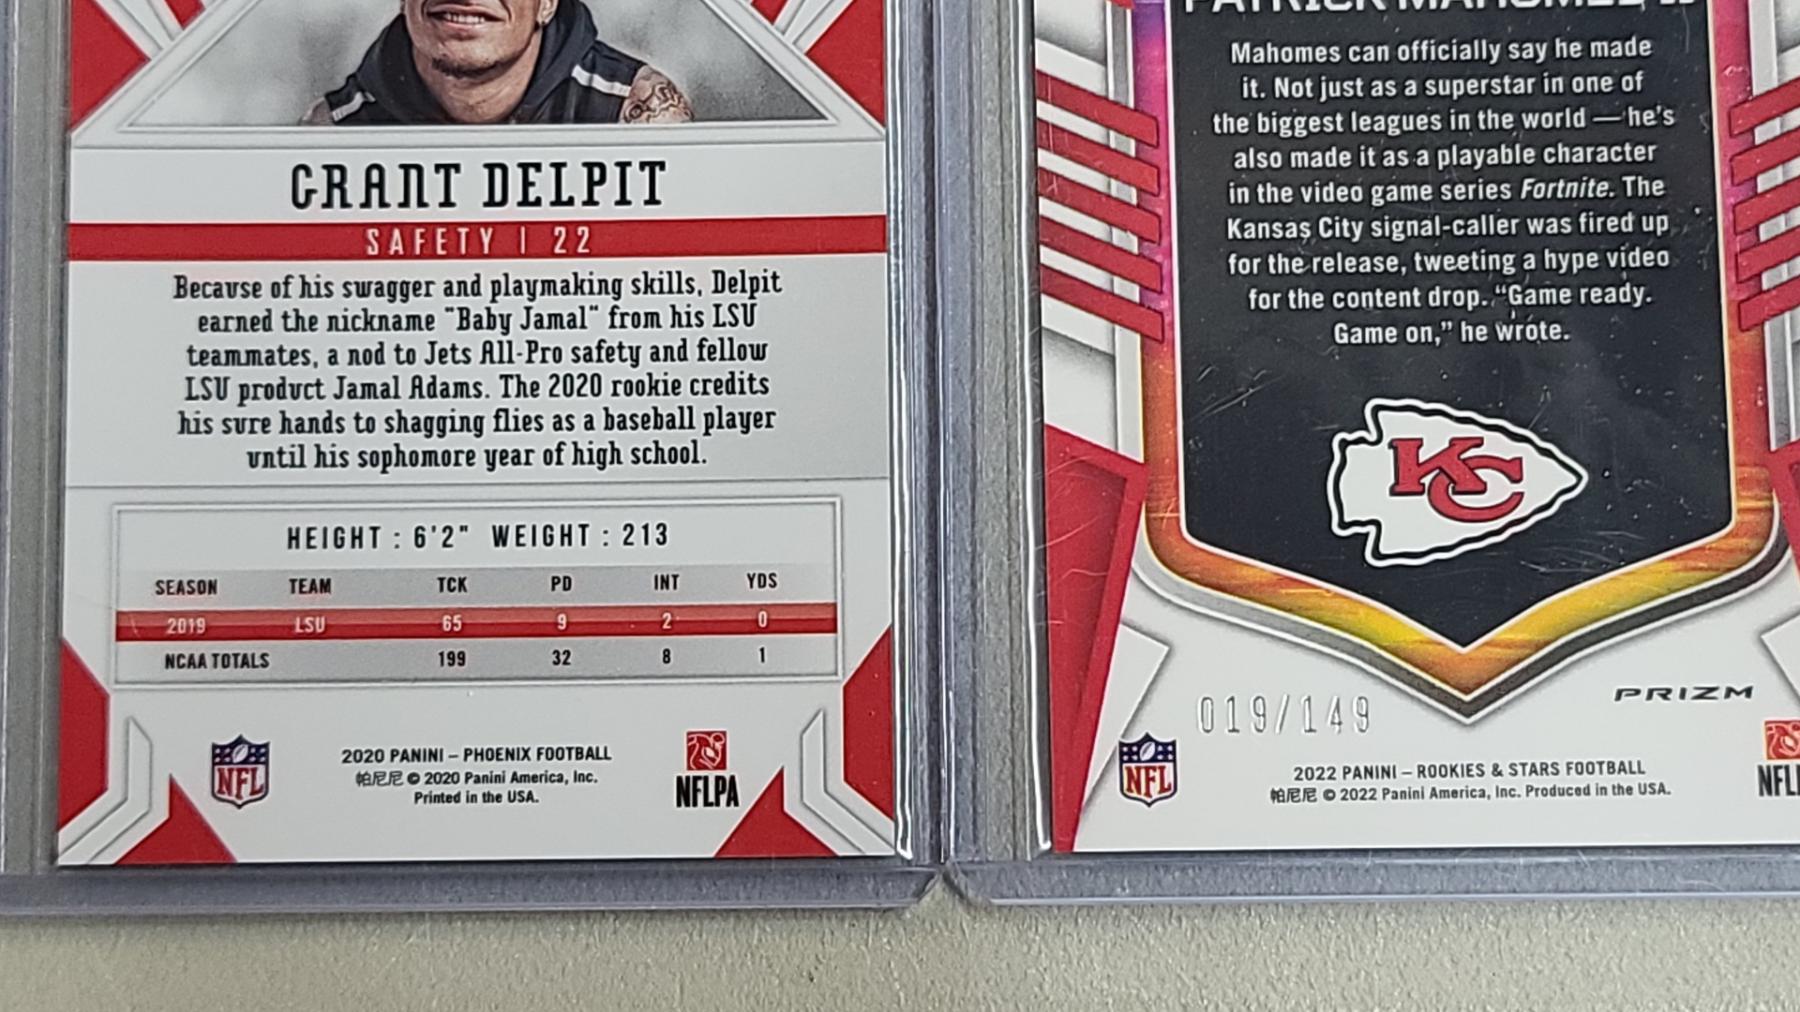 GRANT DELPIT
SAFETY | 22
Because of his swagger and playmaking skills, Delpit
earned the nickname "Baby Jamal" from his LSU
teammates, a nod to Jets All-Pro safety and fellow
LSU product Jamal Adams. The 2020 rookie credits
his sure hands to shagging flies as a baseball player
until his sophomore year of high school.
HEIGHT : 6'2" WEIGHT : 213
SEASON TEAM TCK PD INT YDS
2019 LSU 65 9 2 0
NCAA TOTALS 199 32 8 1
NFL
2020 PANINI – PHOENIX FOOTBALL
帕尼尼 © 2020 Panini America, Inc.
Printed in the USA.
NFLPA
PATRICK MAHOMES II
Mahomes can officially say he made
it. Not just as a superstar in one of
the biggest leagues in the world — he's
also made it as a playable character
in the video game series Fortnite. The
Kansas City signal-caller was fired up
for the release, tweeting a hype video
for the content drop. “Game ready.
Game on,” he wrote.
KC
019/149
PRIZM
NFL
2022 PANINI – ROOKIES & STARS FOOTBALL
帕尼尼 © 2022 Panini America, Inc. Produced in the USA.
NFL